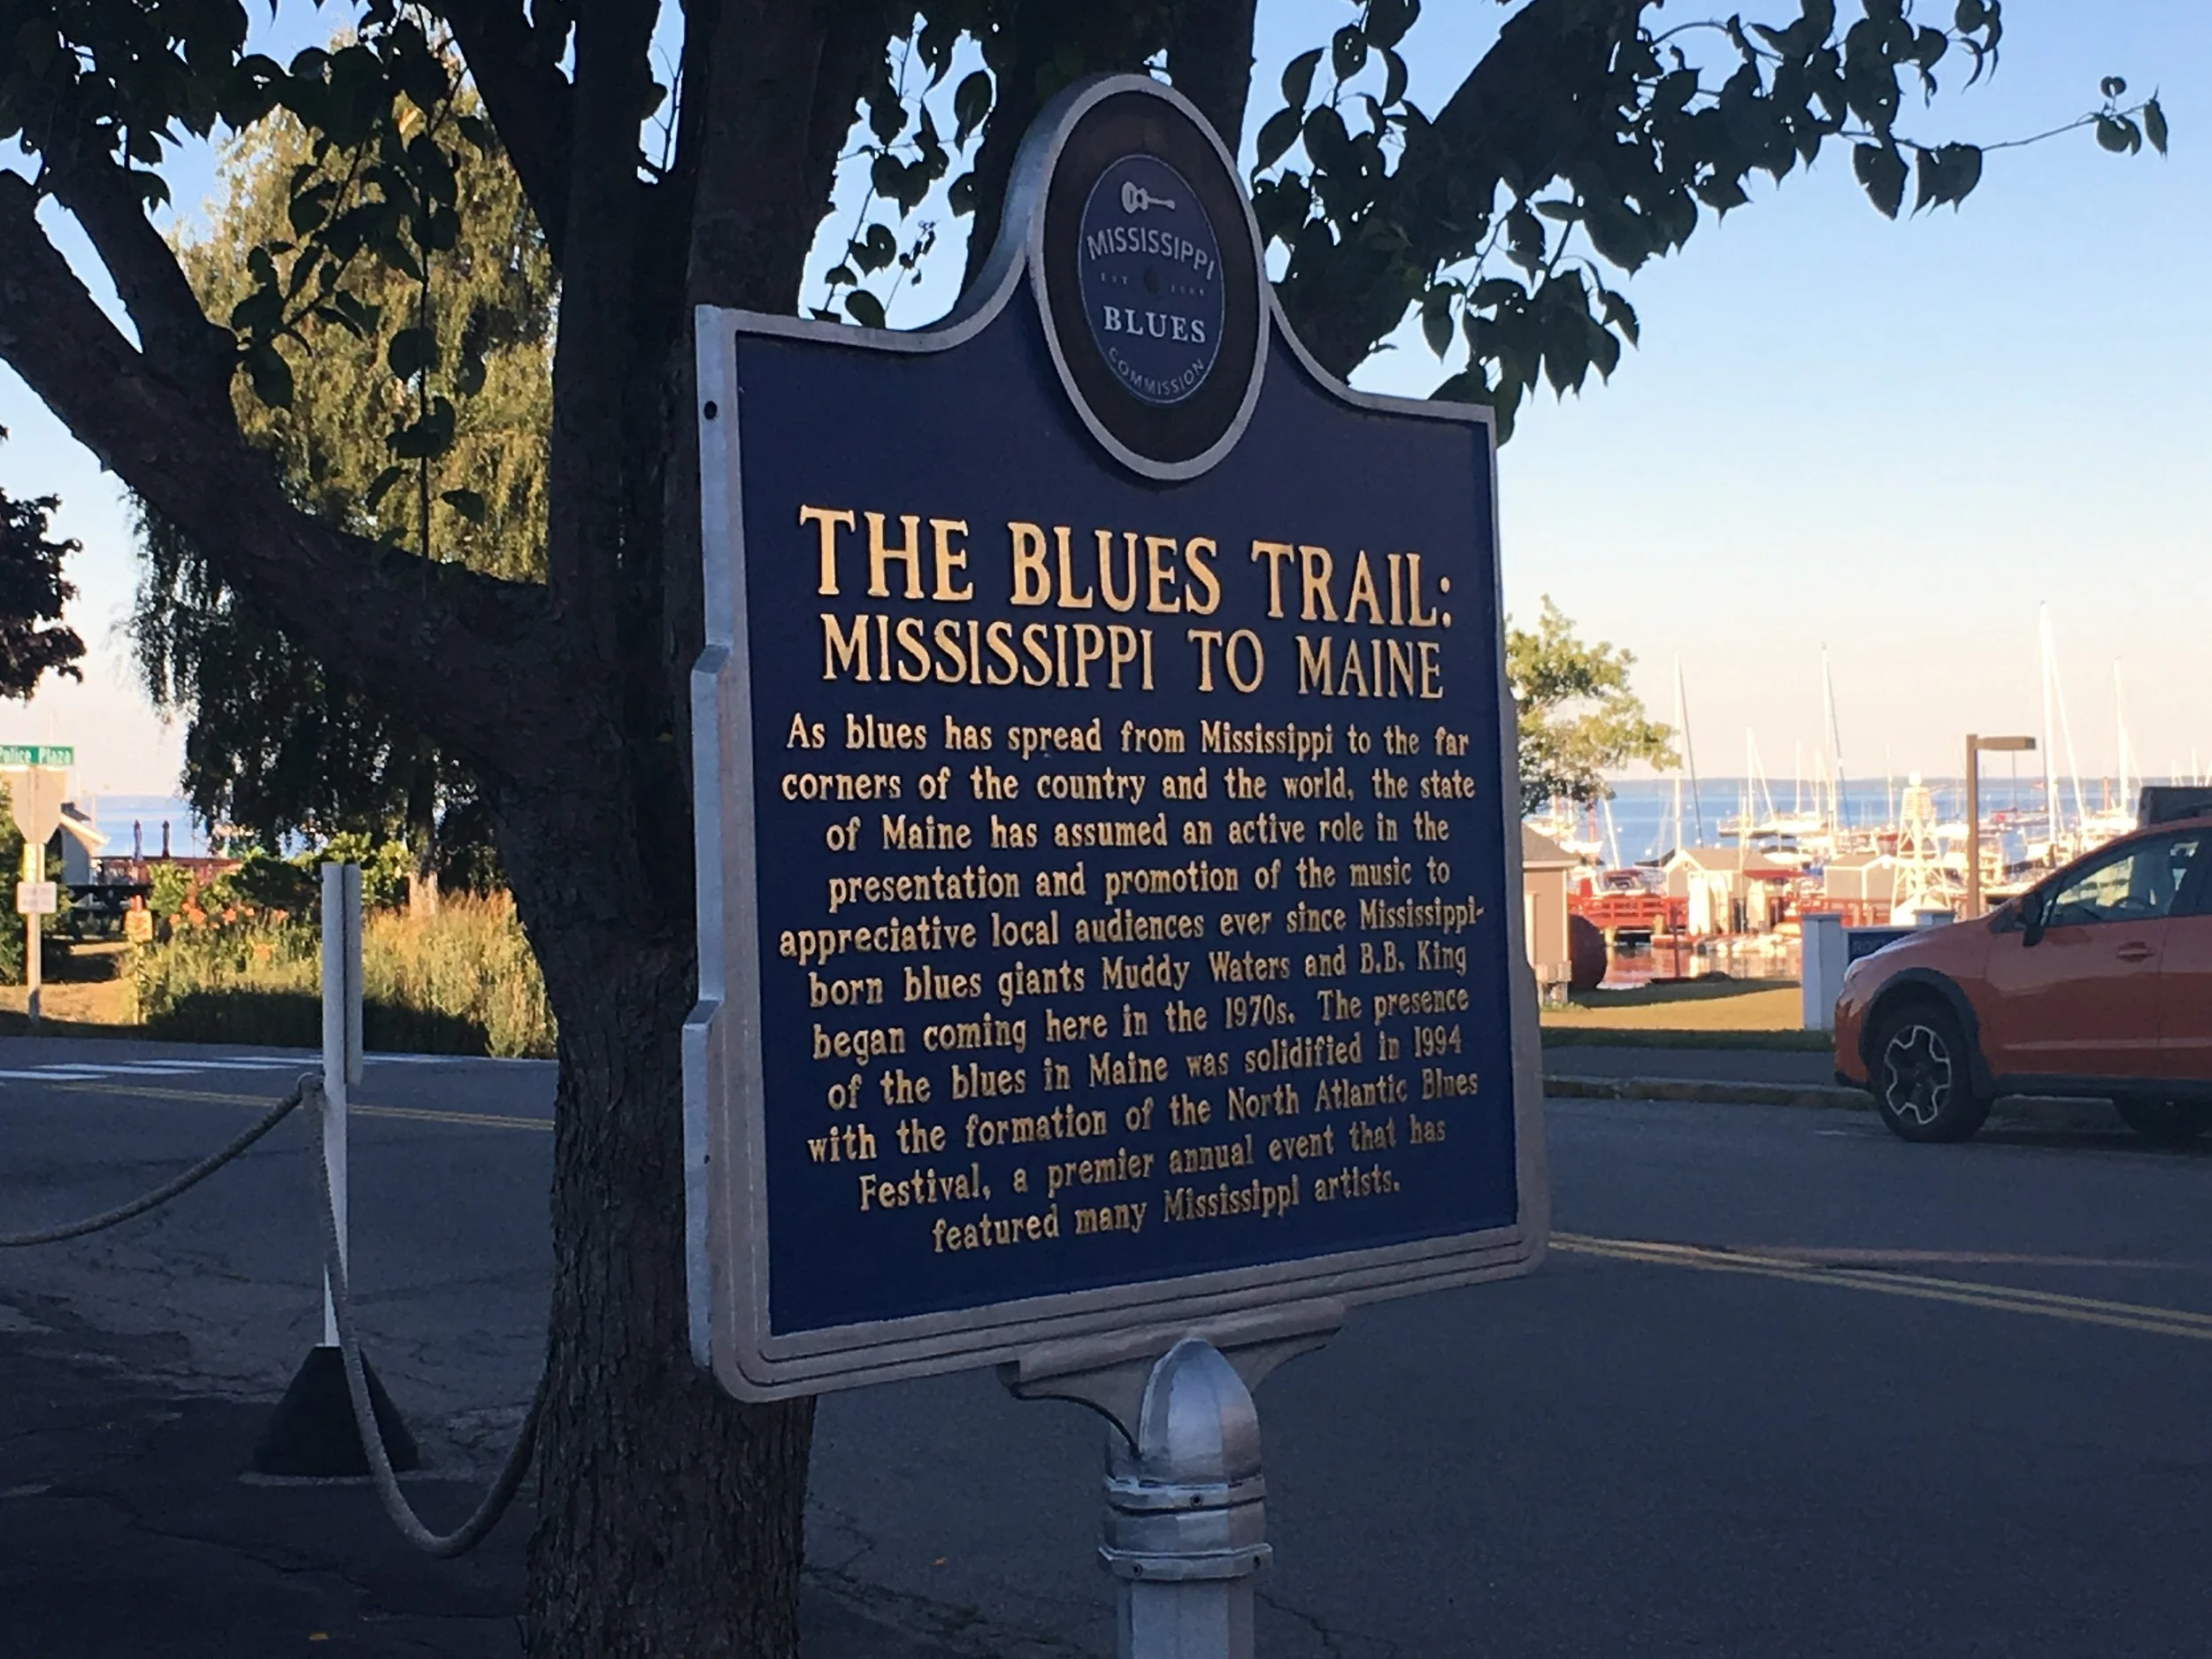 MISSISSIPPI
EST
BLUES
COMMISSION
THE BLUES TRAIL:
MISSISSIPPI TO MAINE
As blues has spread from Mississippi to the far
corners of the country and the world, the state
of Maine has assumed an active role in the
presentation and promotion of the music to
appreciative local audiences ever since Mississippi-
born blues giants Muddy Waters and B.B. King
began coming here in the 1970s. The presence
of the blues in Maine was solidified in 1994
with the formation of the North Atlantic Blues
Festival, a premier annual event that has
featured many Mississippi artists.
Police Plaza